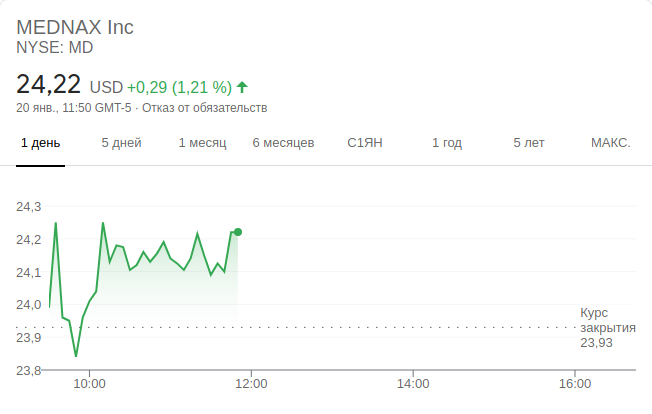 MEDNAX Inc
NYSE: MD
24,22 USD +0,29 (1,21 %)
20 янв., 11:50 GMT-5 · Отказ от обязательств
1 день 5 дней 1 месяц 6 месяцев С1ЯН 1 год 5 лет МАКС.
24,3
24,2
24,1
24,0
Курс
закрытия
23,93
23,9
23,8
10:00 12:00 14:00 16:00